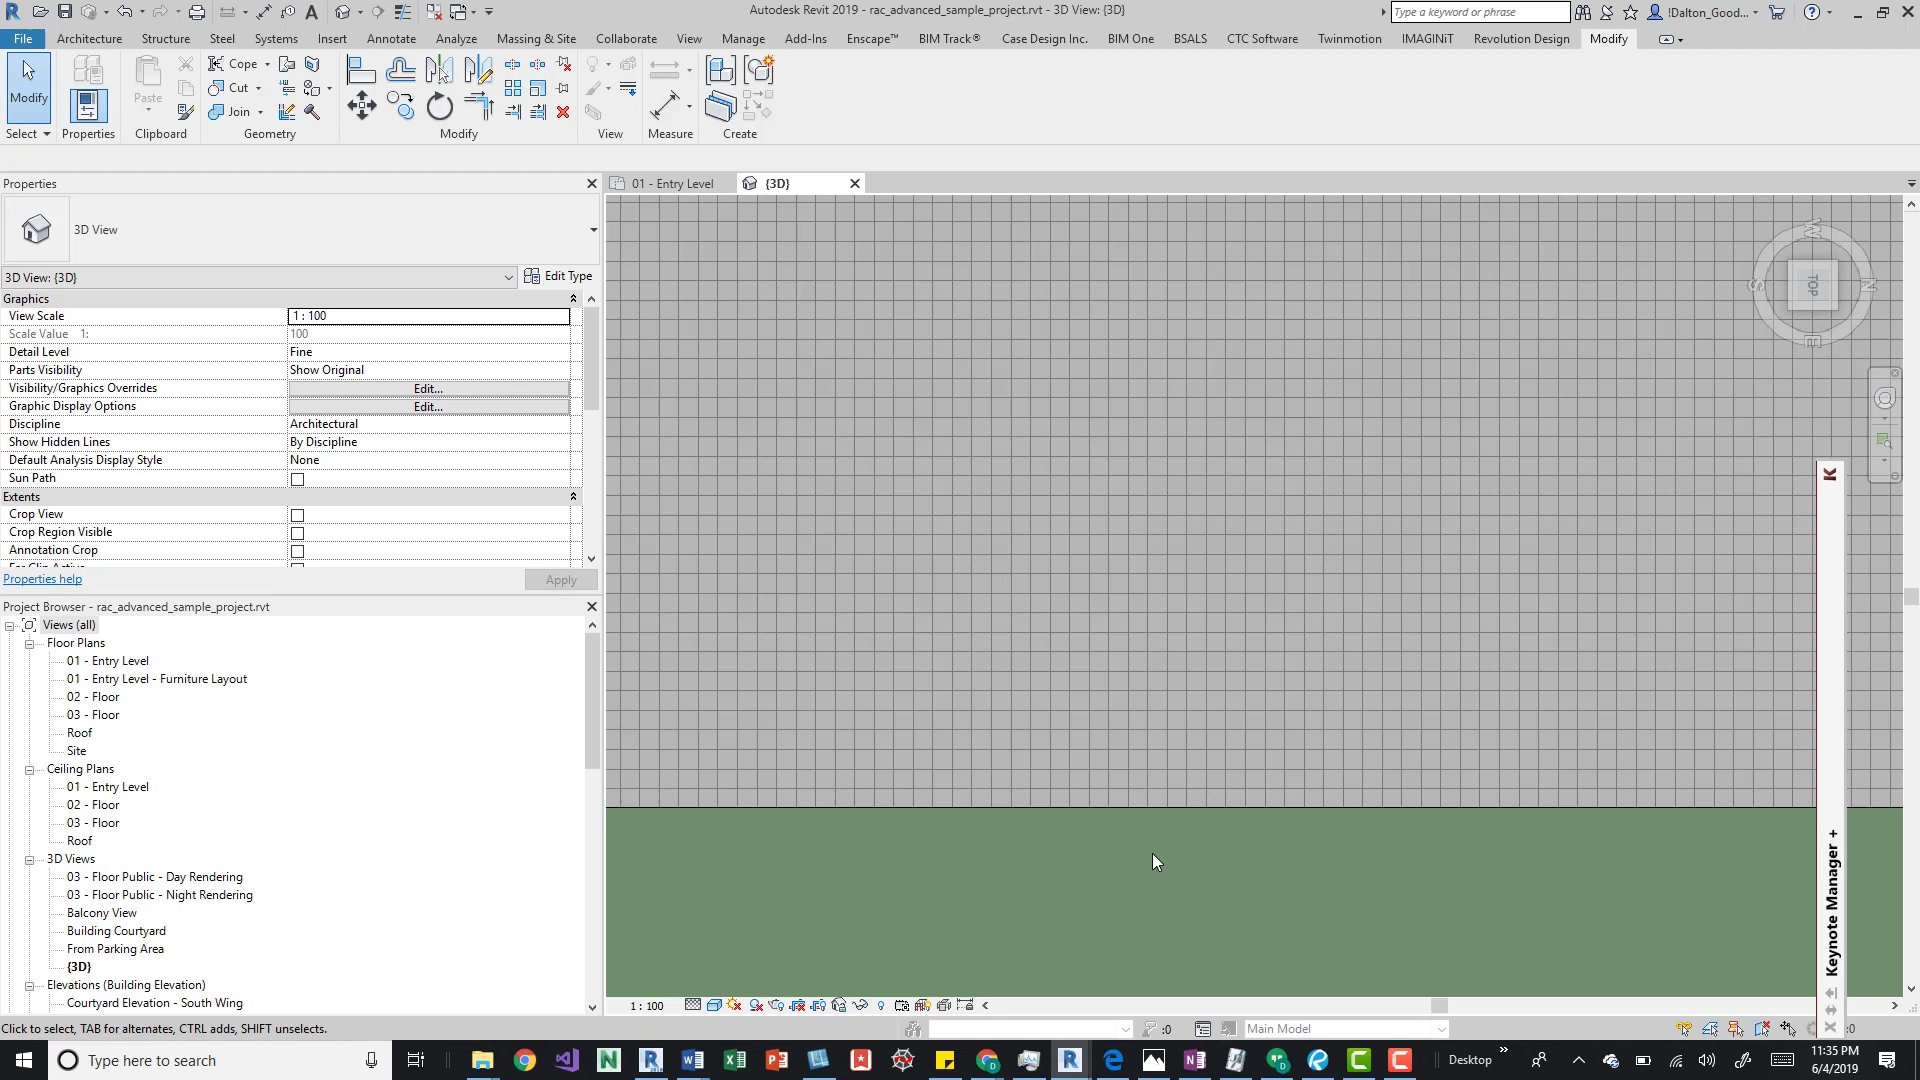 Autodesk Revit 2019 - rac_advanced_sample_project.rvt - 3D View: {3D}
Type a keyword or phrase
!Dalton_Good...
File Architecture Structure Steel Systems Insert Annotate Analyze Massing & Site Collaborate View Manage Add-Ins Enscape™ BIM Track® Case Design Inc. BIM One BSALS CTC Software Twinmotion IMAGINiT Revolution Design Modify
Modify
Paste
Cope
Cut
Join
Select Properties Clipboard Geometry Modify View Measure Create
Properties
01 - Entry Level
{3D}
3D View
3D View: {3D}
Edit Type
Graphics
View Scale 1 : 100
Scale Value 1: 100
Detail Level Fine
Parts Visibility Show Original
Visibility/Graphics Overrides Edit...
Graphic Display Options Edit...
Discipline Architectural
Show Hidden Lines By Discipline
Default Analysis Display Style None
Sun Path
Extents
Crop View
Crop Region Visible
Annotation Crop
Properties help
Apply
Project Browser - rac_advanced_sample_project.rvt
Views (all)
Floor Plans
01 - Entry Level
01 - Entry Level - Furniture Layout
02 - Floor
03 - Floor
Roof
Site
Ceiling Plans
01 - Entry Level
02 - Floor
03 - Floor
Roof
3D Views
03 - Floor Public - Day Rendering
03 - Floor Public - Night Rendering
Balcony View
Building Courtyard
From Parking Area
{3D}
Elevations (Building Elevation)
Courtyard Elevation - South Wing
W
S
TOP
N
E
K
Keynote Manager +
1 : 100
Click to select, TAB for alternates, CTRL adds, SHIFT unselects.
:0
Main Model
:0
Type here to search
Desktop
11:35 PM
6/4/2019